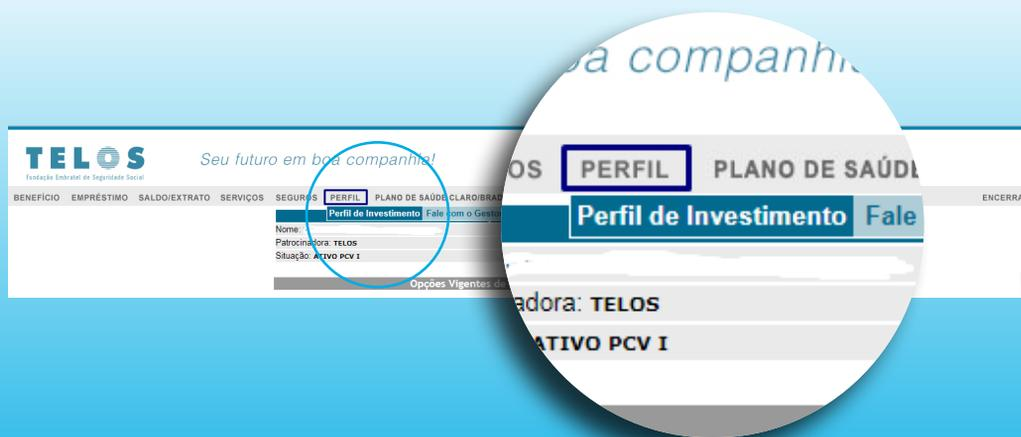 TELOS
Fundação Embratel de Seguridade Social
Seu futuro em boa companhia!
BENEFÍCIO EMPRÉSTIMO SALDO/EXTRATO SERVIÇOS SEGUROS PERFIL PLANO DE SAÚDE CLARO/BRAD ENCERRA
Perfil de Investimento Fale com o Gestor
Nome:
Patrocinadora: TELOS
Situação: ATIVO PCV I
Opções Vigentes de
oa companhia
OS PERFIL PLANO DE SAÚDE
Perfil de Investimento Fale
adora: TELOS
ATIVO PCV I